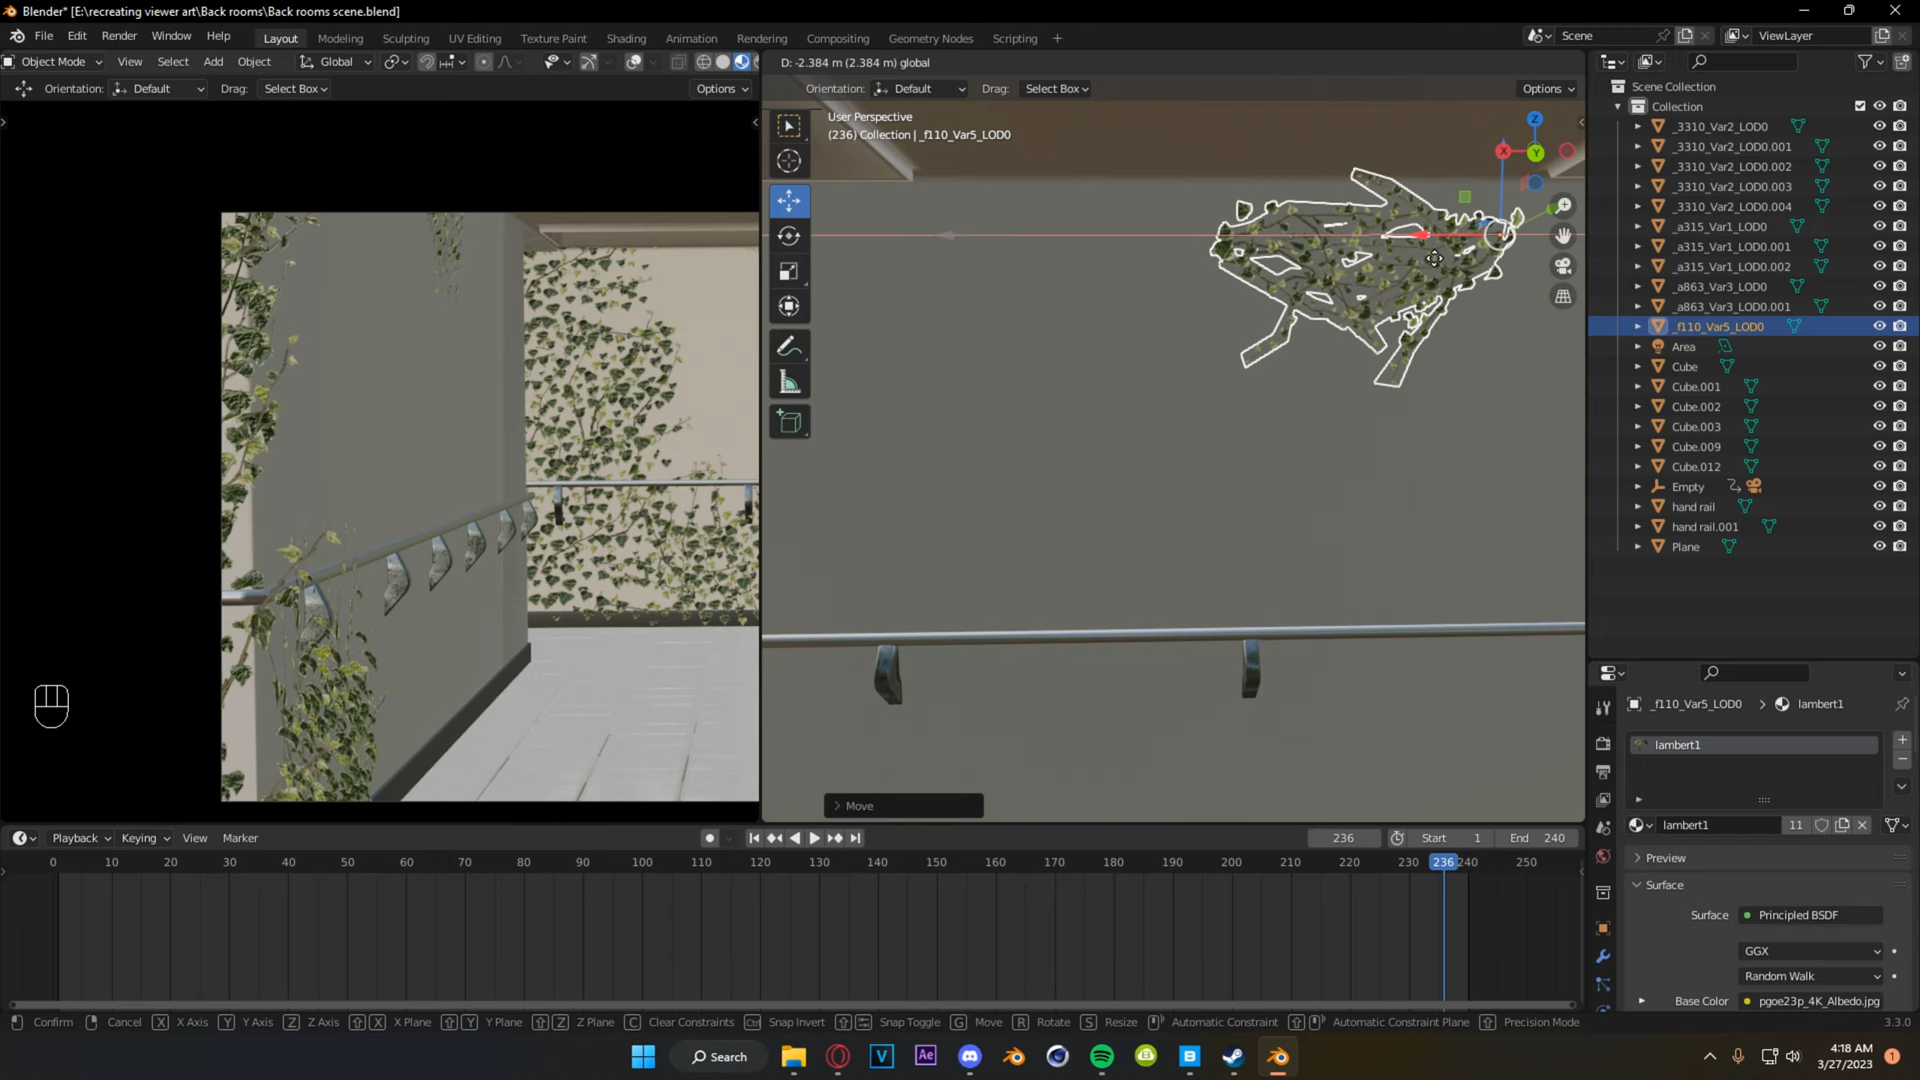 Blender* [E:\recreating viewer art\Back rooms\Back rooms scene.blend]
File Edit Render Window Help Layout Modeling Sculpting UV Editing Texture Paint Shading Animation Rendering Compositing Geometry Nodes Scripting + Scene ViewLayer
Object Mode View Select Add Object Global D: -2.384 m (2.384 m) global
Orientation: Default Drag: Select Box Options Orientation: Default Drag: Select Box Options
Scene Collection
Collection
User Perspective
(236) Collection | _f110_Var5_LOD0
_3310_Var2_LOD0
_3310_Var2_LOD0.001
_3310_Var2_LOD0.002
_3310_Var2_LOD0.003
_3310_Var2_LOD0.004
_a315_Var1_LOD0
_a315_Var1_LOD0.001
_a315_Var1_LOD0.002
_a863_Var3_LOD0
_a863_Var3_LOD0.001
_f110_Var5_LOD0
Area
Cube
Cube.001
Cube.002
Cube.003
Cube.009
Cube.012
Empty
hand rail
hand rail.001
Plane
X
Y
Z
_f110_Var5_LOD0 > lambert1
lambert1
lambert1 11
Preview
Surface
Surface Principled BSDF
GGX
Random Walk
Base Color pgoe23p_4K_Albedo.jpg
Move
Playback Keying View Marker 236 Start 1 End 240
0 10 20 30 40 50 60 70 80 90 100 110 120 130 140 150 160 170 180 190 200 210 220 230 236 240 250
Confirm Cancel X X Axis Y Y Axis Z Z Axis X X Plane Y Y Plane Z Z Plane C Clear Constraints Ctrl Snap Invert Snap Toggle G Move R Rotate S Resize Automatic Constraint Automatic Constraint Plane Precision Mode 3.3.0
Search V Ae B 4:18 AM
3/27/2023 1